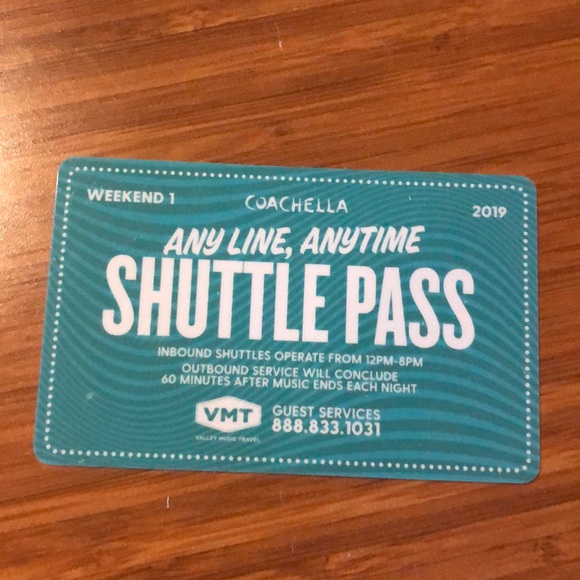 WEEKEND 1
COACHELLA
2019
ANY LINE, ANYTIME
SHUTTLE PASS
INBOUND SHUTTLES OPERATE FROM 12PM-8PM
OUTBOUND SERVICE WILL CONCLUDE
60 MINUTES AFTER MUSIC ENDS EACH NIGHT
VMT
VALLEY MUSIC TRAVEL
GUEST SERVICES
888.833.1031